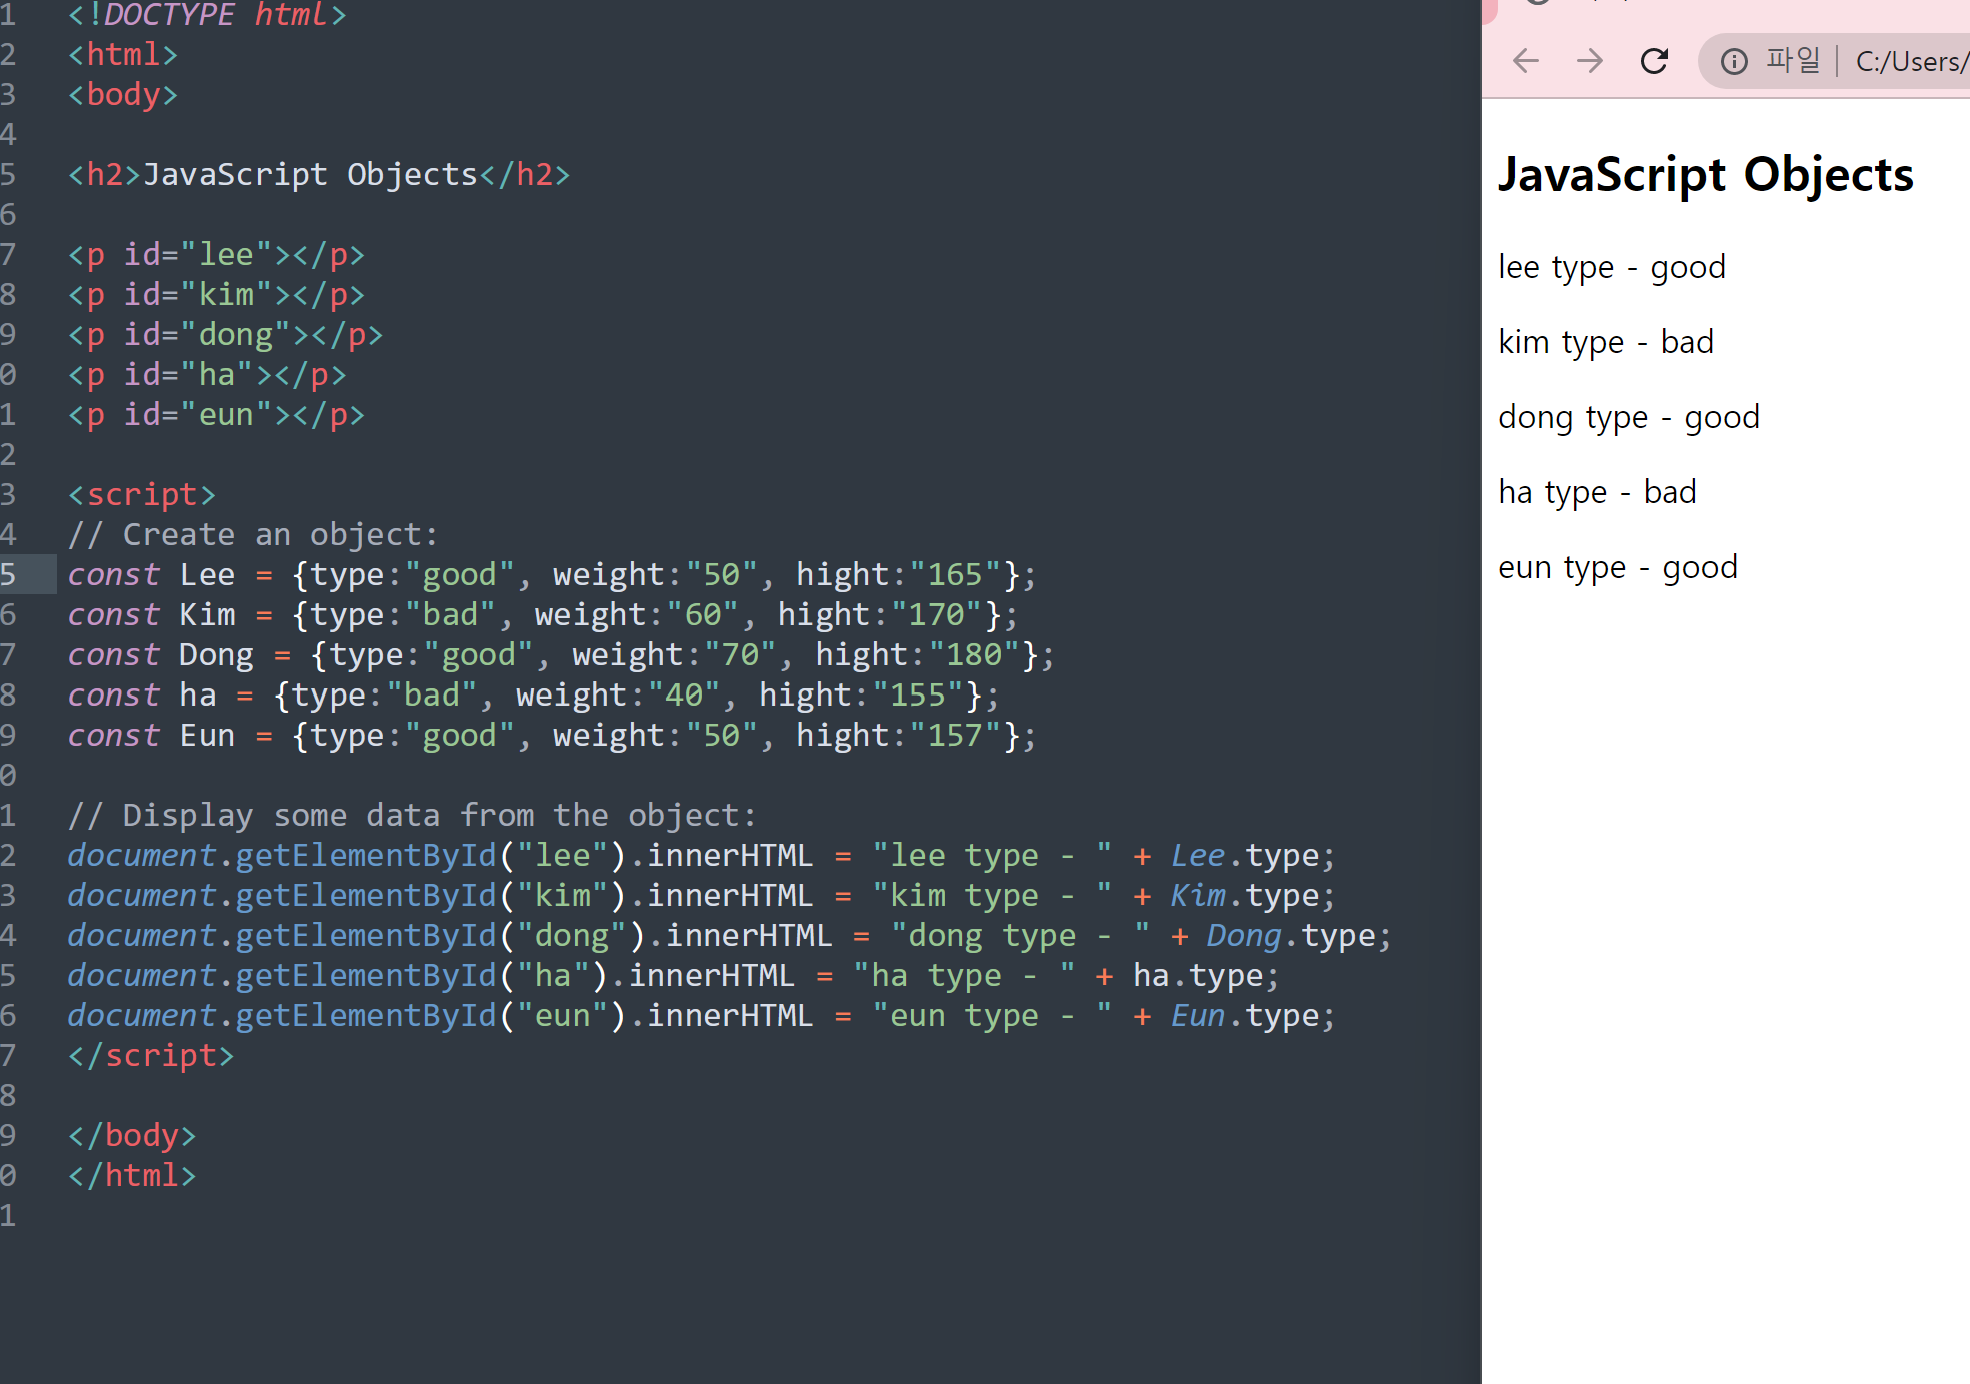 1 <!DOCTYPE html>
2 <html>
3 <body>
4
5 <h2>JavaScript Objects</h2>
6
7 <p id="lee"></p>
8 <p id="kim"></p>
9 <p id="dong"></p>
0 <p id="ha"></p>
1 <p id="eun"></p>
2
3 <script>
4 // Create an object:
5 const Lee = {type:"good", weight:"50", hight:"165"};
6 const Kim = {type:"bad", weight:"60", hight:"170"};
7 const Dong = {type:"good", weight:"70", hight:"180"};
8 const ha = {type:"bad", weight:"40", hight:"155"};
9 const Eun = {type:"good", weight:"50", hight:"157"};
0
1 // Display some data from the object:
2 document.getElementById("lee").innerHTML = "lee type - " + Lee.type;
3 document.getElementById("kim").innerHTML = "kim type - " + Kim.type;
4 document.getElementById("dong").innerHTML = "dong type - " + Dong.type;
5 document.getElementById("ha").innerHTML = "ha type - " + ha.type;
6 document.getElementById("eun").innerHTML = "eun type - " + Eun.type;
7 </script>
8
9 </body>
0 </html>
1
파일 | C:/Users/
JavaScript Objects
lee type - good
kim type - bad
dong type - good
ha type - bad
eun type - good